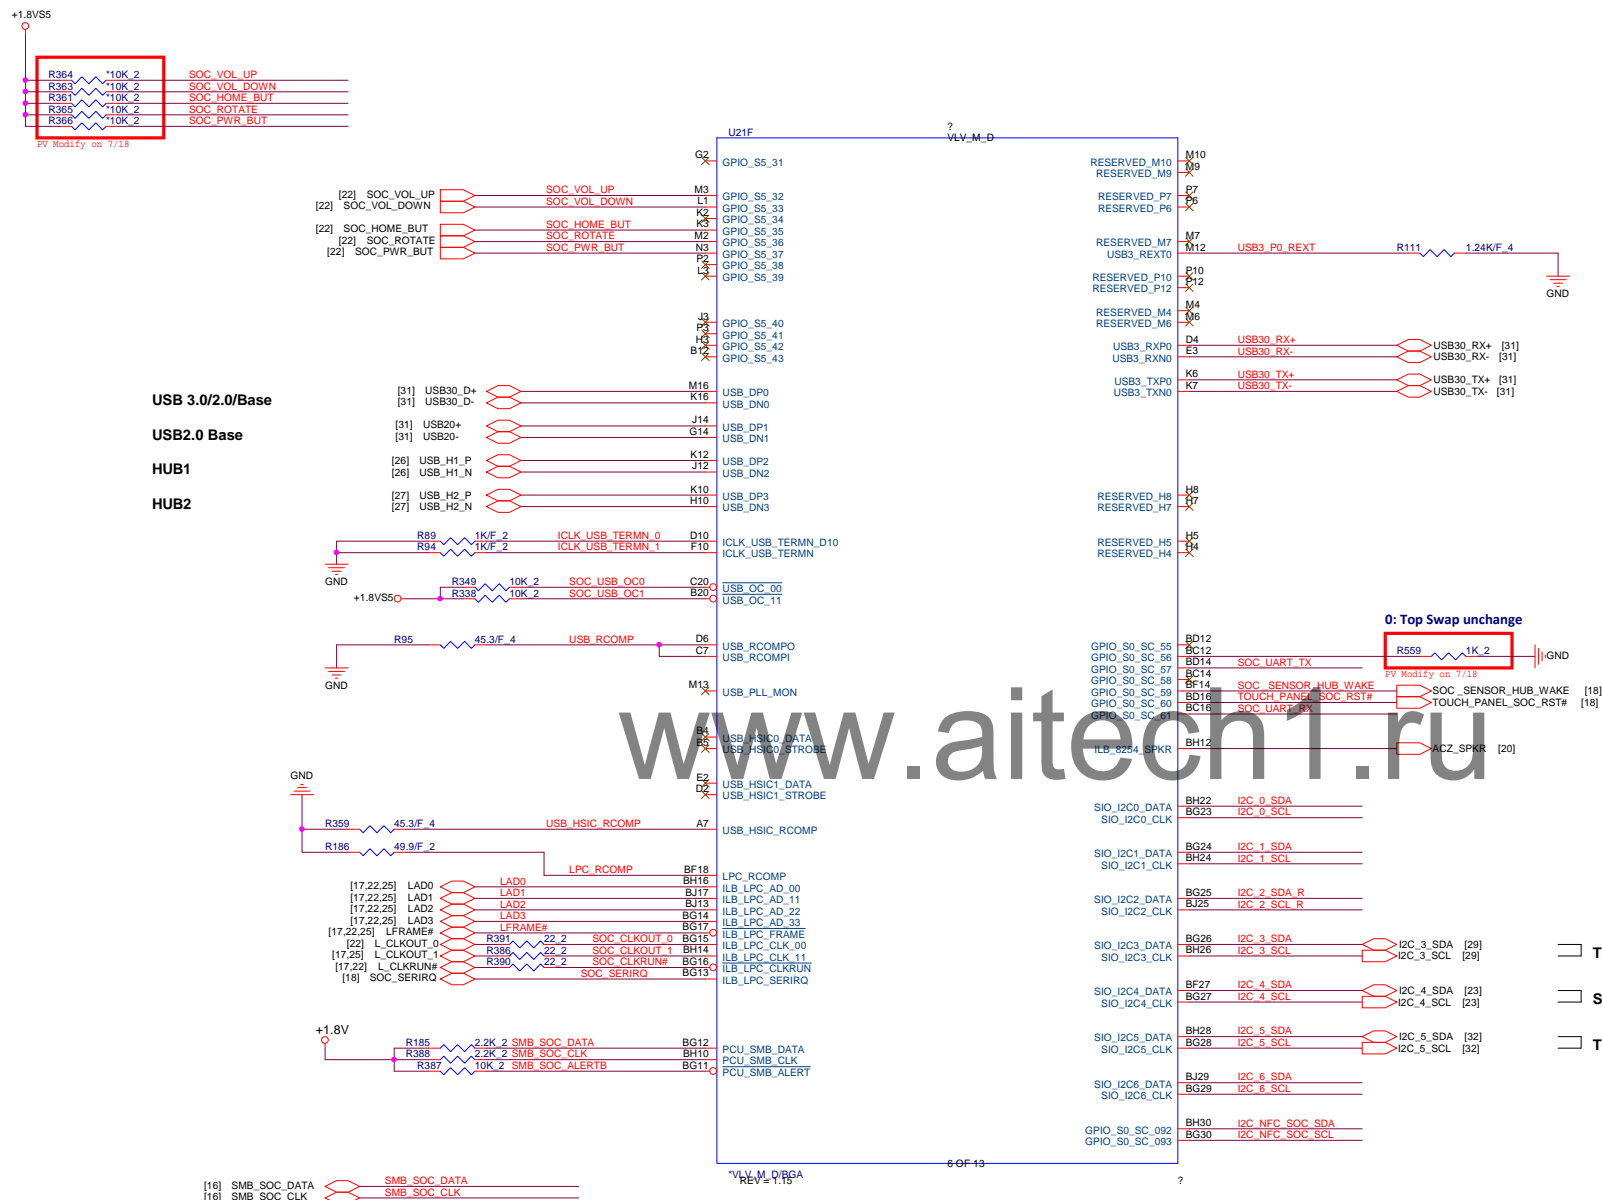 +1.8VS5
R364 *10K_2 SOC_VOL_UP
R363 *10K_2 SOC_VOL_DOWN
R361 *10K_2 SOC_HOME_BUT
R365 *10K_2 SOC_ROTATE
R366 *10K_2 SOC_PWR_BUT
PV Modify on 7/18
U21F
?
VLV_M_D
G2 GPIO_S5_31
[22] SOC_VOL_UP SOC_VOL_UP M3 GPIO_S5_32
[22] SOC_VOL_DOWN SOC_VOL_DOWN L1 GPIO_S5_33
K2 GPIO_S5_34
[22] SOC_HOME_BUT SOC_HOME_BUT K3 GPIO_S5_35
[22] SOC_ROTATE SOC_ROTATE M2 GPIO_S5_36
[22] SOC_PWR_BUT SOC_PWR_BUT N3 GPIO_S5_37
P2 GPIO_S5_38
L3 GPIO_S5_39
J3 GPIO_S5_40
P3 GPIO_S5_41
H3 GPIO_S5_42
B12 GPIO_S5_43
USB 3.0/2.0/Base
[31] USB30_D+ M16 USB_DP0
[31] USB30_D- K16 USB_DN0
USB2.0 Base
[31] USB20+ J14 USB_DP1
[31] USB20- G14 USB_DN1
HUB1
[26] USB_H1_P K12 USB_DP2
[26] USB_H1_N J12 USB_DN2
HUB2
[27] USB_H2_P K10 USB_DP3
[27] USB_H2_N H10 USB_DN3
R89 1K/F_2 ICLK_USB_TERMN_0 D10 ICLK_USB_TERMN_D10
R94 1K/F_2 ICLK_USB_TERMN_1 F10 ICLK_USB_TERMN
GND
R349 10K_2 SOC_USB_OC0 C20 USB_OC_00
+1.8VS5 R338 10K_2 SOC_USB_OC1 B20 USB_OC_11
R95 45.3/F_4 USB_RCOMP D6 USB_RCOMPO
C7 USB_RCOMPI
GND
M13 USB_PLL_MON
B4 USB_HSIC0_DATA
B5 USB_HSIC0_STROBE
E2 USB_HSIC1_DATA
D2 USB_HSIC1_STROBE
GND
R359 45.3/F_4 USB_HSIC_RCOMP A7 USB_HSIC_RCOMP
R186 49.9/F_2
LPC_RCOMP BF18 LPC_RCOMP
[17,22,25] LAD0 LAD0 BH16 ILB_LPC_AD_00
[17,22,25] LAD1 LAD1 BJ17 ILB_LPC_AD_11
[17,22,25] LAD2 LAD2 BJ13 ILB_LPC_AD_22
[17,22,25] LAD3 LAD3 BG14 ILB_LPC_AD_33
[17,22,25] LFRAME# LFRAME# BG17 ILB_LPC_FRAME
[22] L_CLKOUT_0 R391 22_2 SOC_CLKOUT_0 BG15 ILB_LPC_CLK_00
[17,25] L_CLKOUT_1 R386 22_2 SOC_CLKOUT_1 BH14 ILB_LPC_CLK_11
[17,22] L_CLKRUN# R390 22_2 SOC_CLKRUN# BG16 ILB_LPC_CLKRUN
[18] SOC_SERIRQ SOC_SERIRQ BG13 ILB_LPC_SERIRQ
+1.8V
R185 2.2K_2 SMB_SOC_DATA BG12 PCU_SMB_DATA
R388 2.2K_2 SMB_SOC_CLK BH10 PCU_SMB_CLK
R387 10K_2 SMB_SOC_ALERTB BG11 PCU_SMB_ALERT
RESERVED_M10 M10
RESERVED_M9 M9
RESERVED_P7 P7
RESERVED_P6 P6
RESERVED_M7 M7
USB3_REXT0 M12 USB3_P0_REXT R111 1.24K/F_4
GND
RESERVED_P10 P10
RESERVED_P12 P12
RESERVED_M4 M4
RESERVED_M6 M6
USB3_RXP0 D4 USB30_RX+ USB30_RX+ [31]
USB3_RXN0 E3 USB30_RX- USB30_RX- [31]
USB3_TXP0 K6 USB30_TX+ USB30_TX+ [31]
USB3_TXN0 K7 USB30_TX- USB30_TX- [31]
RESERVED_H8 H8
RESERVED_H7 H7
RESERVED_H5 H5
RESERVED_H4 H4
0: Top Swap unchange
GPIO_S0_SC_55 BD12
GPIO_S0_SC_56 BC12 R559 1K_2 GND
GPIO_S0_SC_57 BD14 SOC_UART_TX
PV Modify on 7/18
GPIO_S0_SC_58 BC14
GPIO_S0_SC_59 BF14 SOC _SENSOR_HUB_WAKE SOC _SENSOR_HUB_WAKE [18]
GPIO_S0_SC_60 BD16 TOUCH_PANEL_SOC_RST# TOUCH_PANEL_SOC_RST# [18]
GPIO_S0_SC_61 BC16 SOC_UART_RX
ILB_8254_SPKR BH12 ACZ_SPKR [20]
www.aitech1.ru
SIO_I2C0_DATA BH22 I2C_0_SDA
SIO_I2C0_CLK BG23 I2C_0_SCL
SIO_I2C1_DATA BG24 I2C_1_SDA
SIO_I2C1_CLK BH24 I2C_1_SCL
SIO_I2C2_DATA BG25 I2C_2_SDA_R
SIO_I2C2_CLK BJ25 I2C_2_SCL_R
SIO_I2C3_DATA BG26 I2C_3_SDA I2C_3_SDA [29]
SIO_I2C3_CLK BH26 I2C_3_SCL I2C_3_SCL [29]
T
SIO_I2C4_DATA BF27 I2C_4_SDA I2C_4_SDA [23]
SIO_I2C4_CLK BG27 I2C_4_SCL I2C_4_SCL [23]
S
SIO_I2C5_DATA BH28 I2C_5_SDA I2C_5_SDA [32]
SIO_I2C5_CLK BG28 I2C_5_SCL I2C_5_SCL [32]
T
SIO_I2C6_DATA BJ29 I2C_6_SDA
SIO_I2C6_CLK BG29 I2C_6_SCL
GPIO_S0_SC_092 BH30 I2C_NFC_SOC_SDA
GPIO_S0_SC_093 BG30 I2C_NFC_SOC_SCL
6 OF 13
*VLV_M_D/BGA
REV = 1.15
?
[16] SMB_SOC_DATA SMB_SOC_DATA
[16] SMB_SOC_CLK SMB_SOC_CLK